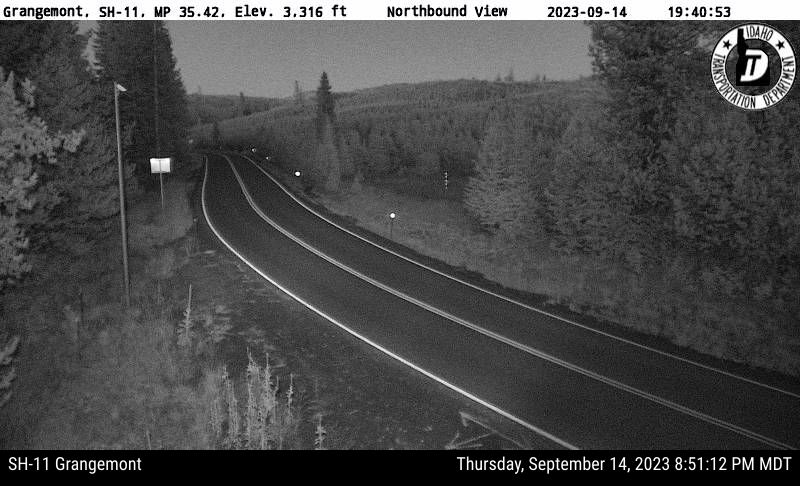 Grangemont, SH-11, MP 35.42, Elev. 3,316 ft Northbound View 2023-09-14 19:40:53
IDAHO
TRANSPORTATION DEPARTMENT
SH-11 Grangemont Thursday, September 14, 2023 8:51:12 PM MDT